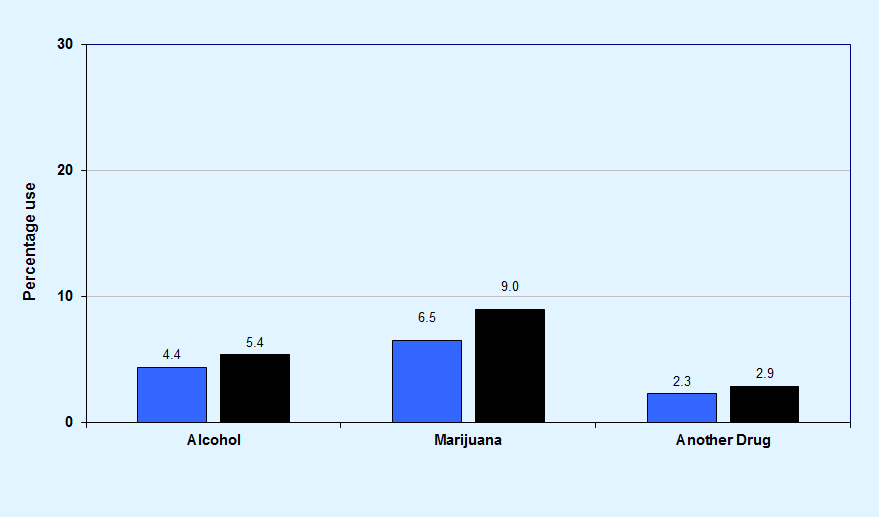 30
20
10
0
Percentage use
4.4
5.4
6.5
9.0
2.3
2.9
Alcohol
Marijuana
Another Drug